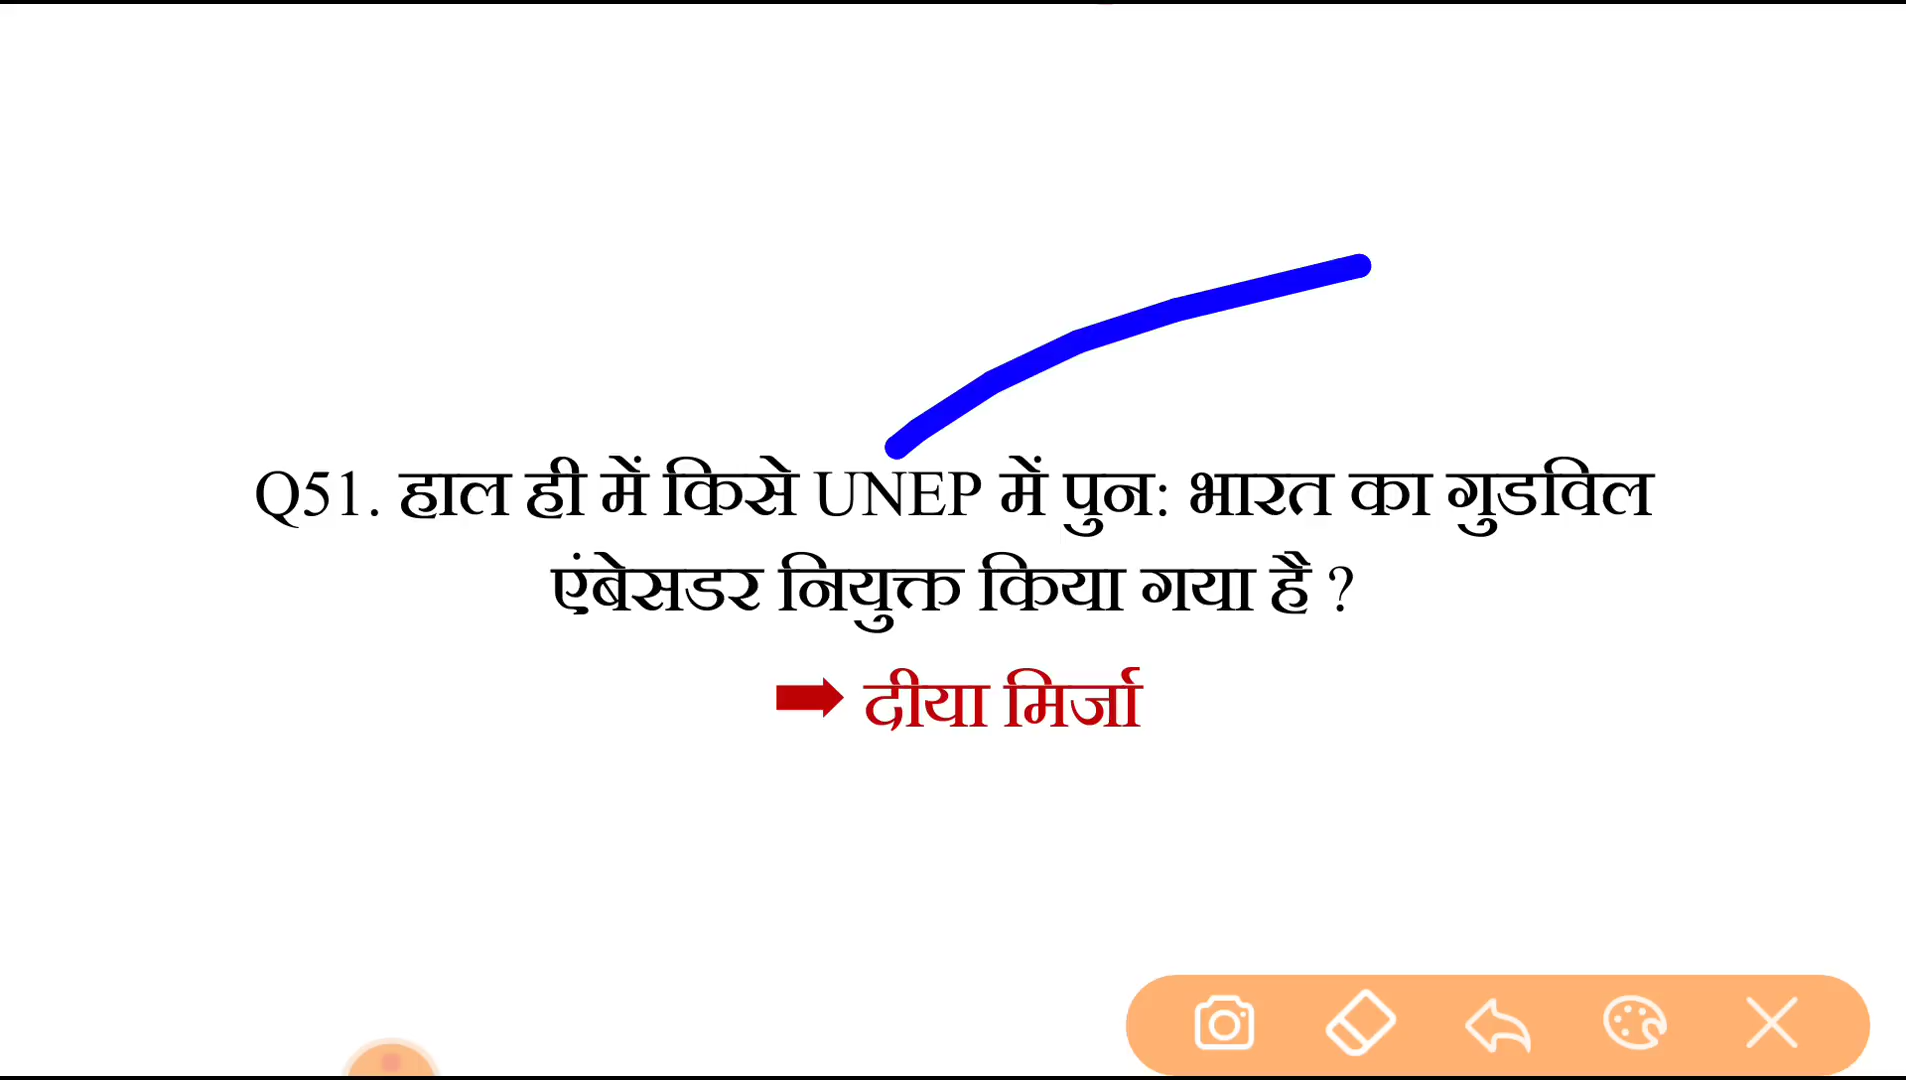 Q51. हाल ही में किसे UNEP में पुन: भारत का गुडविल
एंबेसडर नियुक्त किया गया है ?
➡ दीया मिर्जा